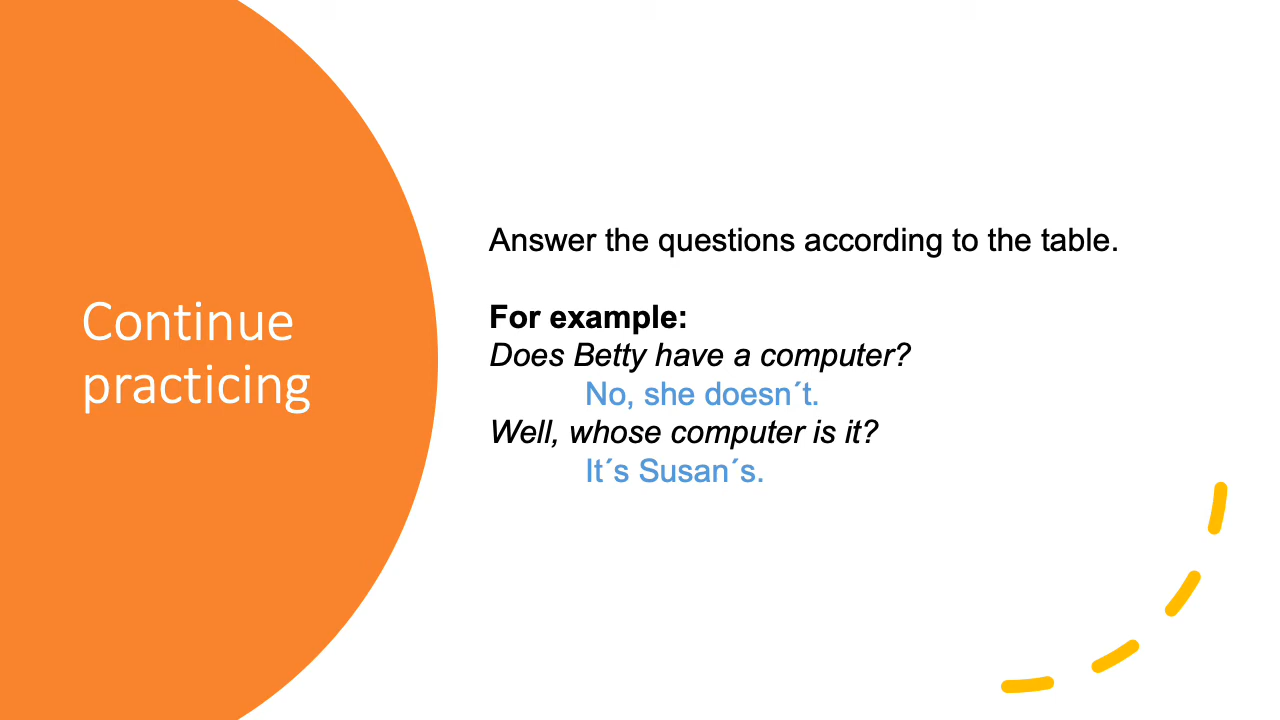 Continue
practicing
Answer the questions according to the table.
For example:
Does Betty have a computer?
No, she doesn´t.
Well, whose computer is it?
It´s Susan´s.